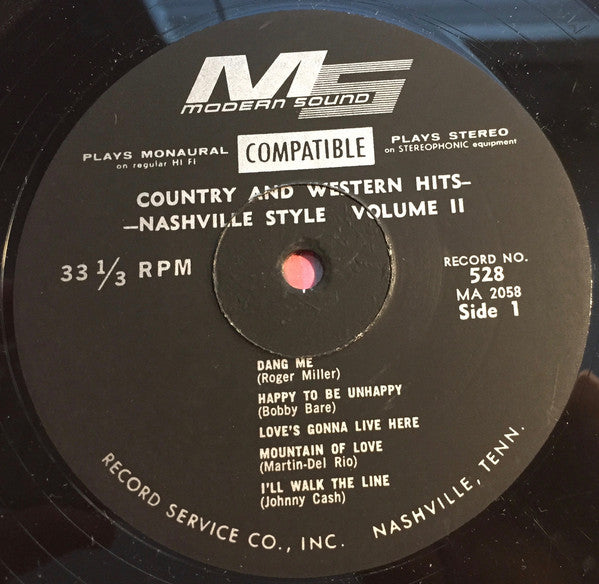 MS
MODERN SOUND
PLAYS MONAURAL
on regular HI Fi
COMPATIBLE
PLAYS STEREO
on STEREOPHONIC equipment
COUNTRY AND WESTERN HITS–
–NASHVILLE STYLE VOLUME II
33 1/3 RPM
RECORD NO.
528
MA 2058
Side 1
DANG ME
(Roger Miller)
HAPPY TO BE UNHAPPY
(Bobby Bare)
LOVE'S GONNA LIVE HERE
MOUNTAIN OF LOVE
(Martin-Del Rio)
I'LL WALK THE LINE
(Johnny Cash)
RECORD SERVICE CO., INC. NASHVILLE, TENN.